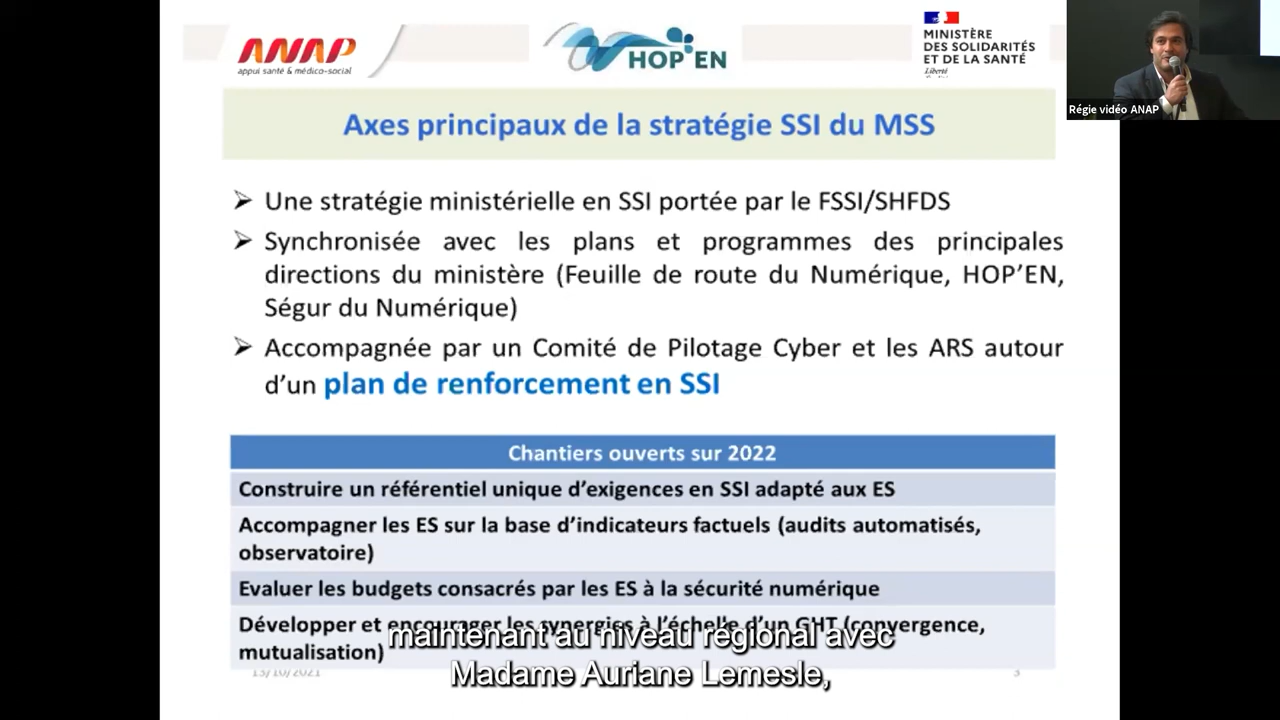 ANAP
appui santé & médico-social
HOP'EN
MINISTÈRE
DES SOLIDARITÉS
ET DE LA SANTÉ
Liberté
Régie vidéo ANAP
Axes principaux de la stratégie SSI du MSS
Une stratégie ministérielle en SSI portée par le FSSI/SHFDS
Synchronisée avec les plans et programmes des principales
directions du ministère (Feuille de route du Numérique, HOP’EN,
Ségur du Numérique)
Accompagnée par un Comité de Pilotage Cyber et les ARS autour
d’un plan de renforcement en SSI
Chantiers ouverts sur 2022
Construire un référentiel unique d’exigences en SSI adapté aux ES
Accompagner les ES sur la base d’indicateurs factuels (audits automatisés,
observatoire)
Evaluer les budgets consacrés par les ES à la sécurité numérique
Développer et encourager les synergies à l’échelle d’un GHT (convergence,
mutualisation)
maintenant au niveau régional avec
Madame Auriane Lemesle,
13/10/2021
3